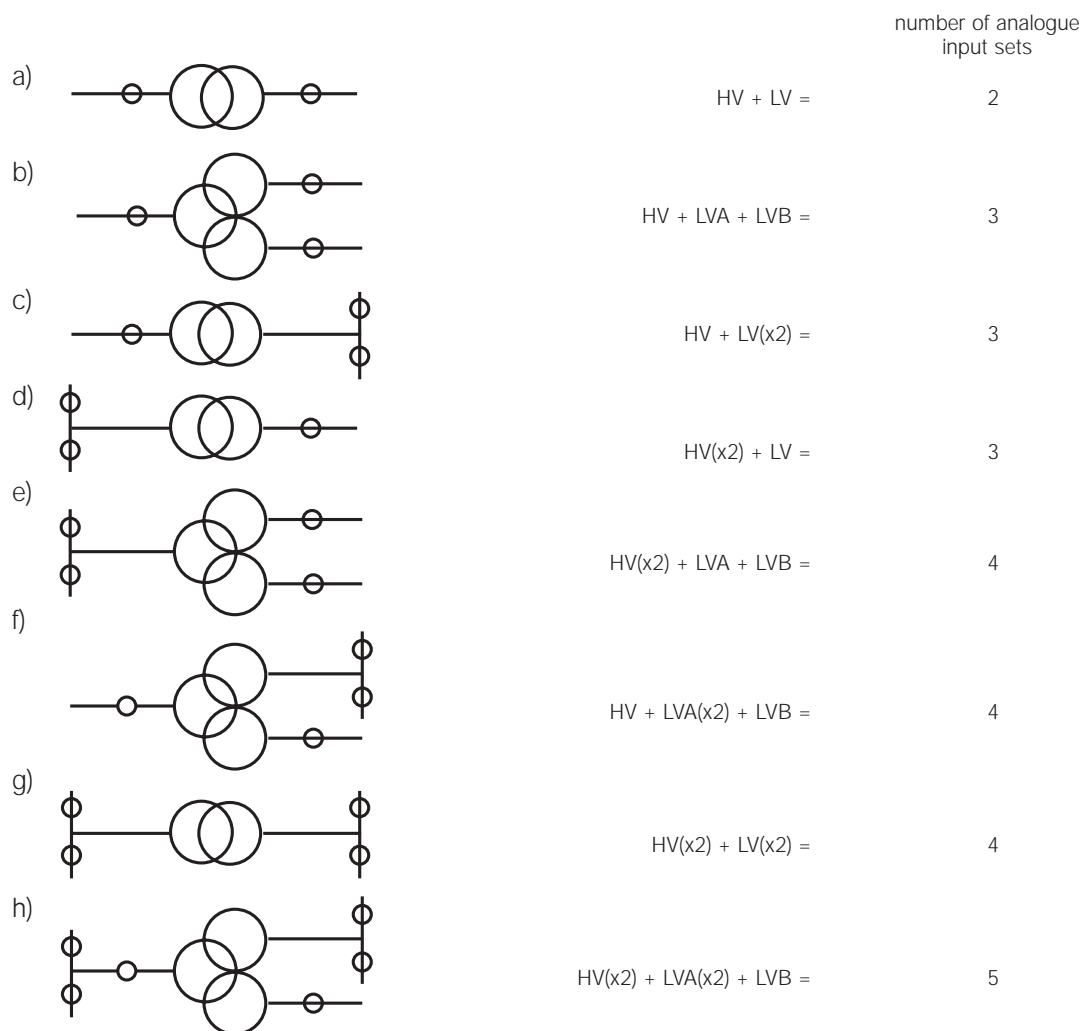 number of analogue
input sets
a)
HV + LV =
2
b)
HV + LVA + LVB =
3
c)
HV + LV(x2) =
3
d)
HV(x2) + LV =
3
e)
HV(x2) + LVA + LVB =
4
f)
HV + LVA(x2) + LVB =
4
g)
HV(x2) + LV(x2) =
4
h)
HV(x2) + LVA(x2) + LVB =
5